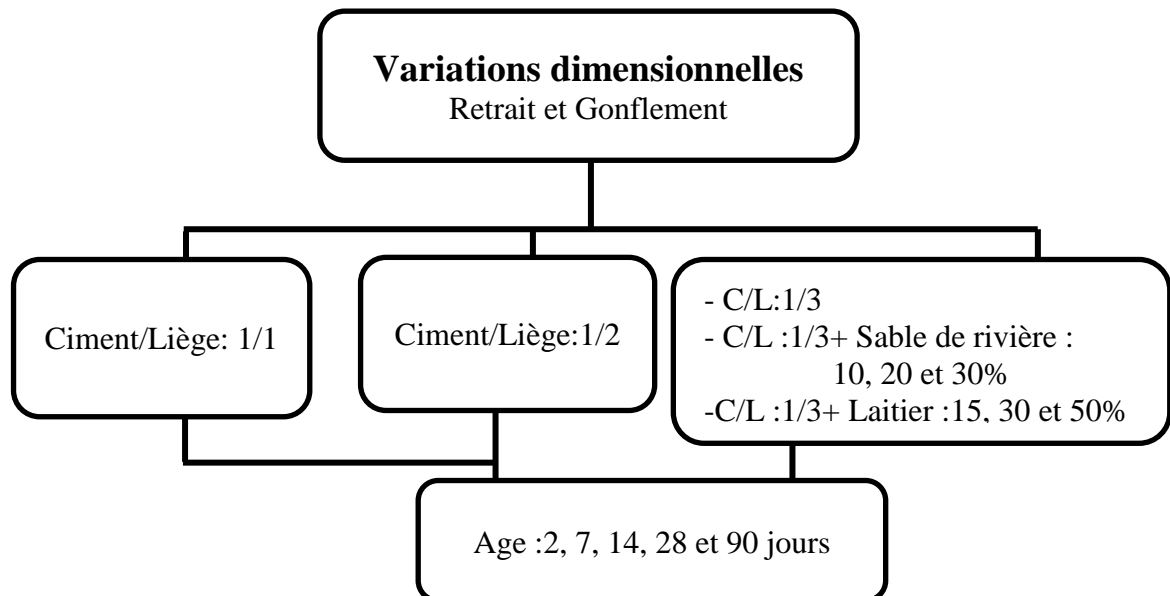 Variations dimensionnelles
Retrait et Gonflement
Ciment/Liège: 1/1
Ciment/Liège:1/2
- C/L:1/3
- C/L :1/3+ Sable de rivière :
10, 20 et 30%
-C/L :1/3+ Laitier :15, 30 et 50%
Age :2, 7, 14, 28 et 90 jours